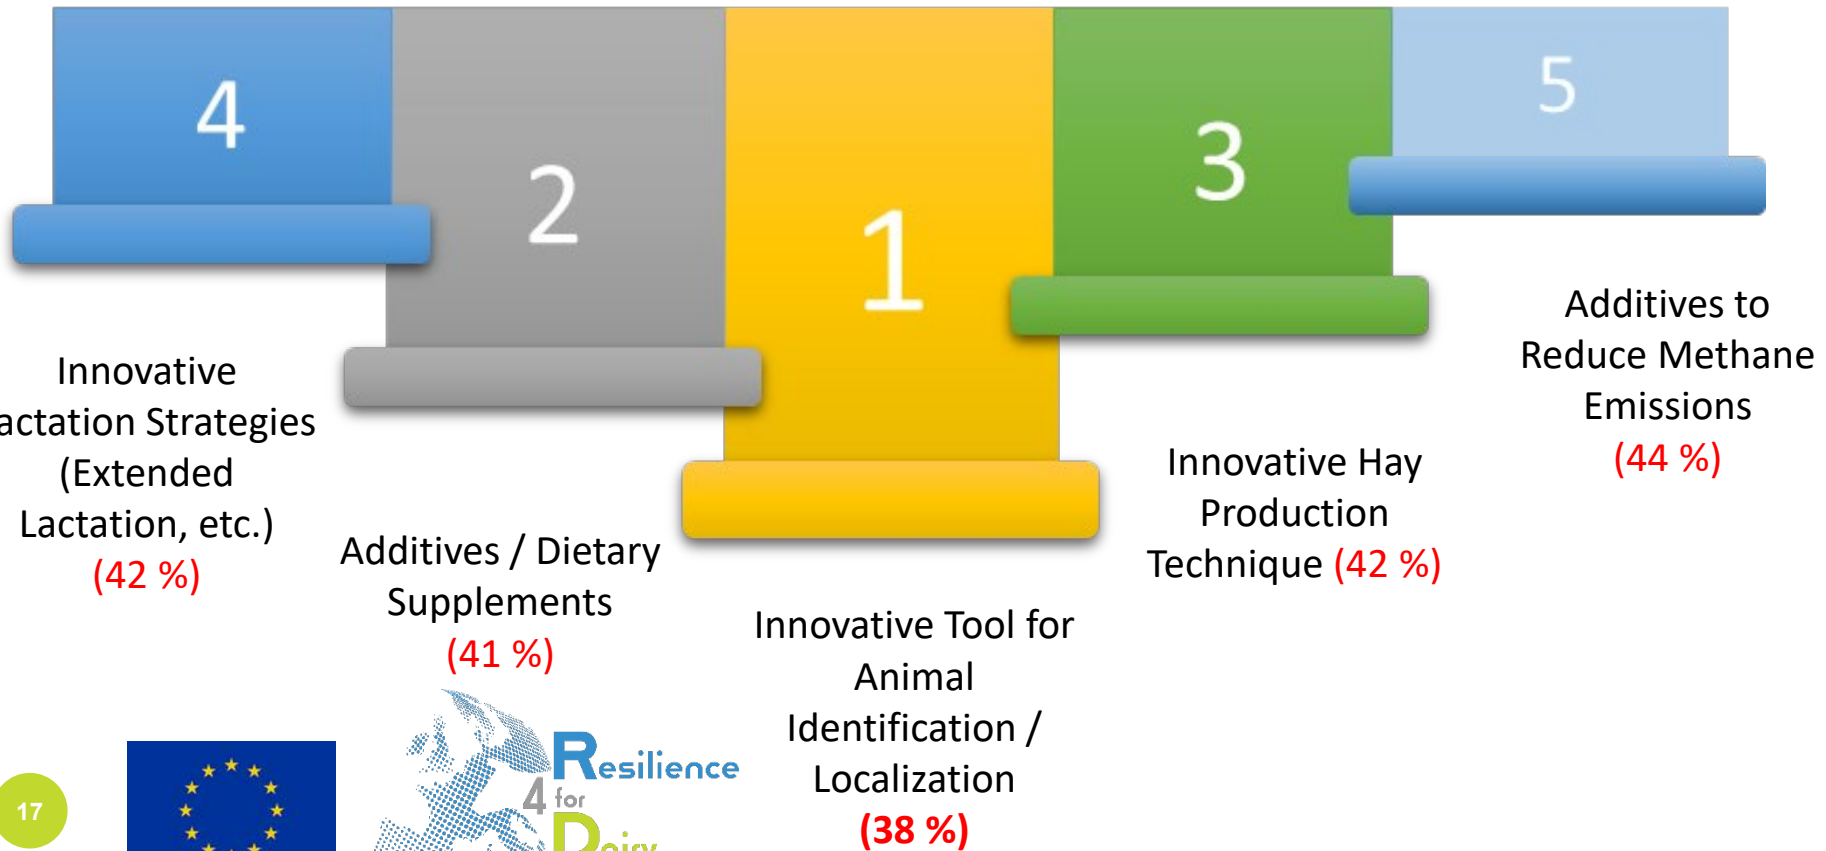 4
2
1
3
5
Innovative
actation Strategies
(Extended
Lactation, etc.)
(42 %)
Additives / Dietary
Supplements
(41 %)
Innovative Tool for
Animal
Identification /
Localization
(38 %)
Innovative Hay
Production
Technique (42 %)
Additives to
Reduce Methane
Emissions
(44 %)
17
Resilience
4 for
Dairy